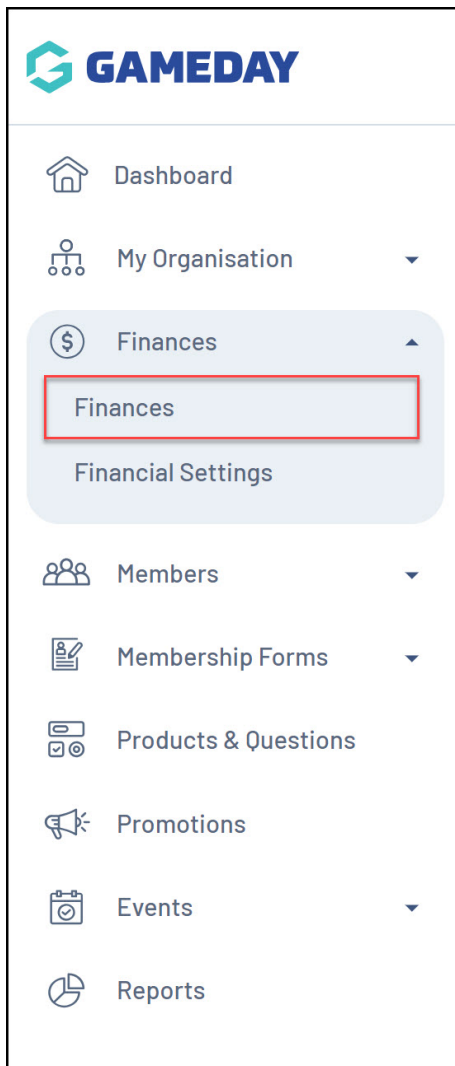 GAMEDAY
Dashboard
My Organisation
Finances
Finances
Financial Settings
Members
Membership Forms
Products & Questions
Promotions
Events
Reports